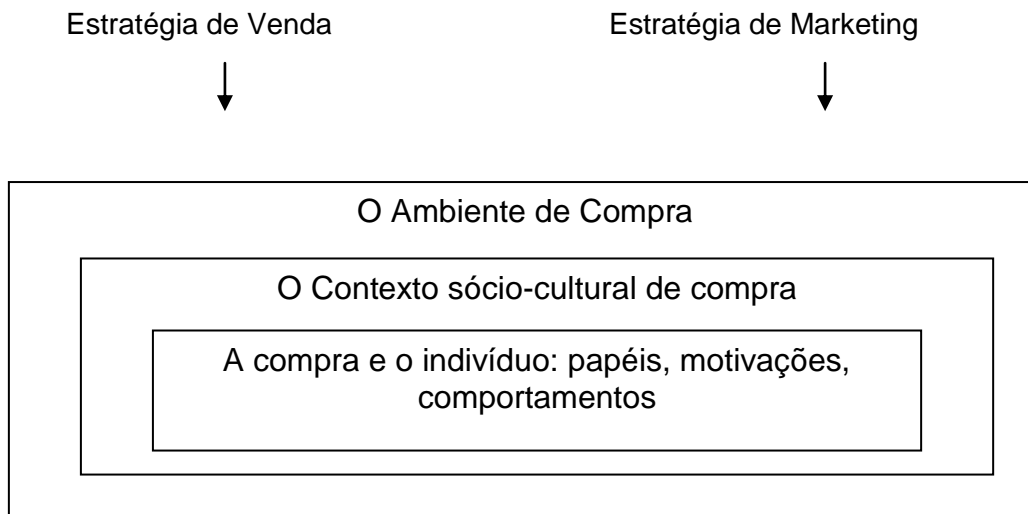 Estratégia de Venda
Estratégia de Marketing
O Ambiente de Compra
O Contexto sócio-cultural de compra
A compra e o indivíduo: papéis, motivações,
comportamentos